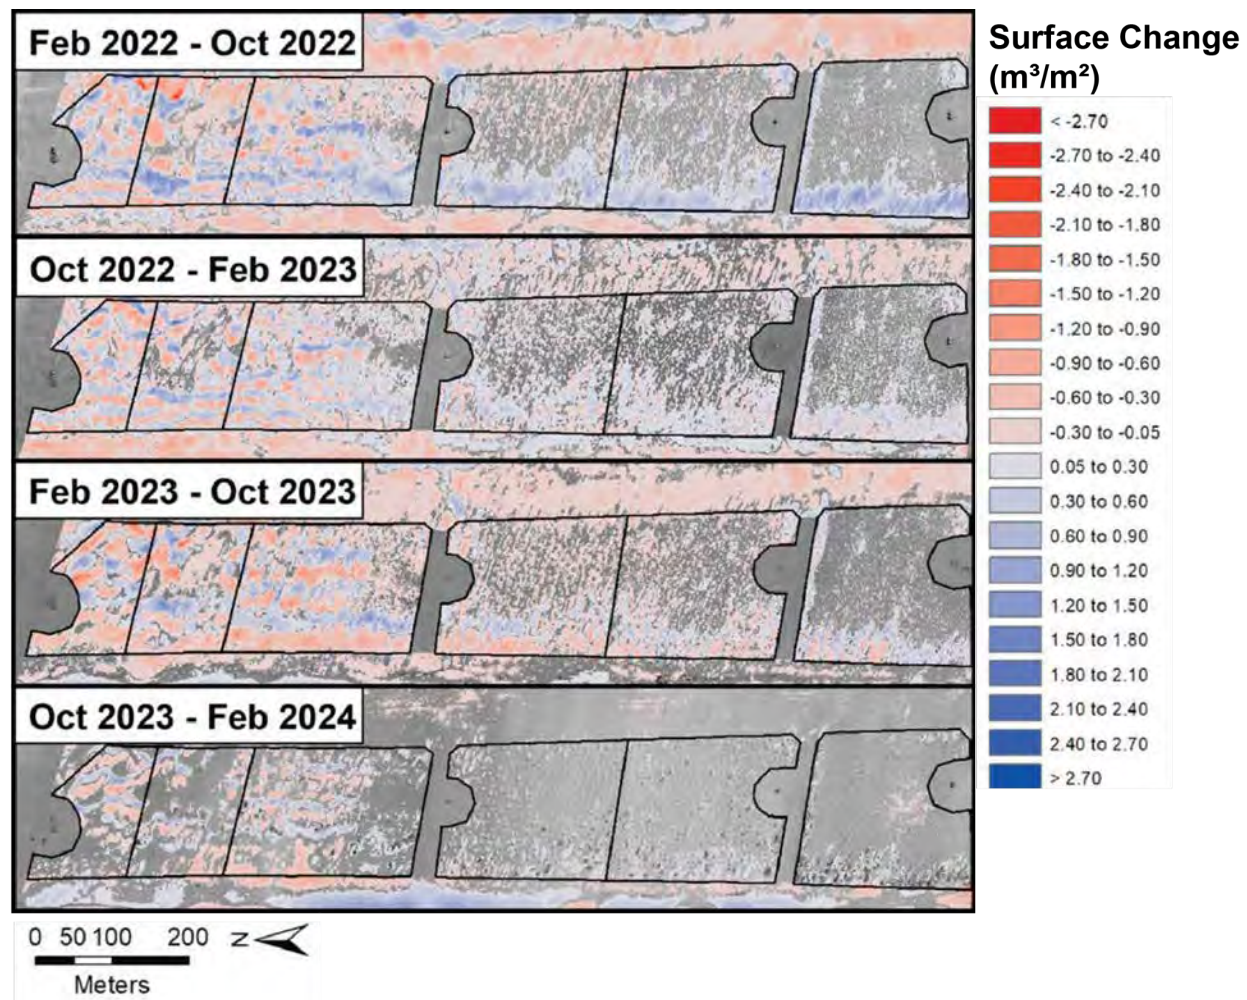 Feb 2022 - Oct 2022
Oct 2022 - Feb 2023
Feb 2023 - Oct 2023
Oct 2023 - Feb 2024
Surface Change
(m³/m²)
< -2.70
-2.70 to -2.40
-2.40 to -2.10
-2.10 to -1.80
-1.80 to -1.50
-1.50 to -1.20
-1.20 to -0.90
-0.90 to -0.60
-0.60 to -0.30
-0.30 to -0.05
0.05 to 0.30
0.30 to 0.60
0.60 to 0.90
0.90 to 1.20
1.20 to 1.50
1.50 to 1.80
1.80 to 2.10
2.10 to 2.40
2.40 to 2.70
> 2.70
0 50 100 200 N
Meters